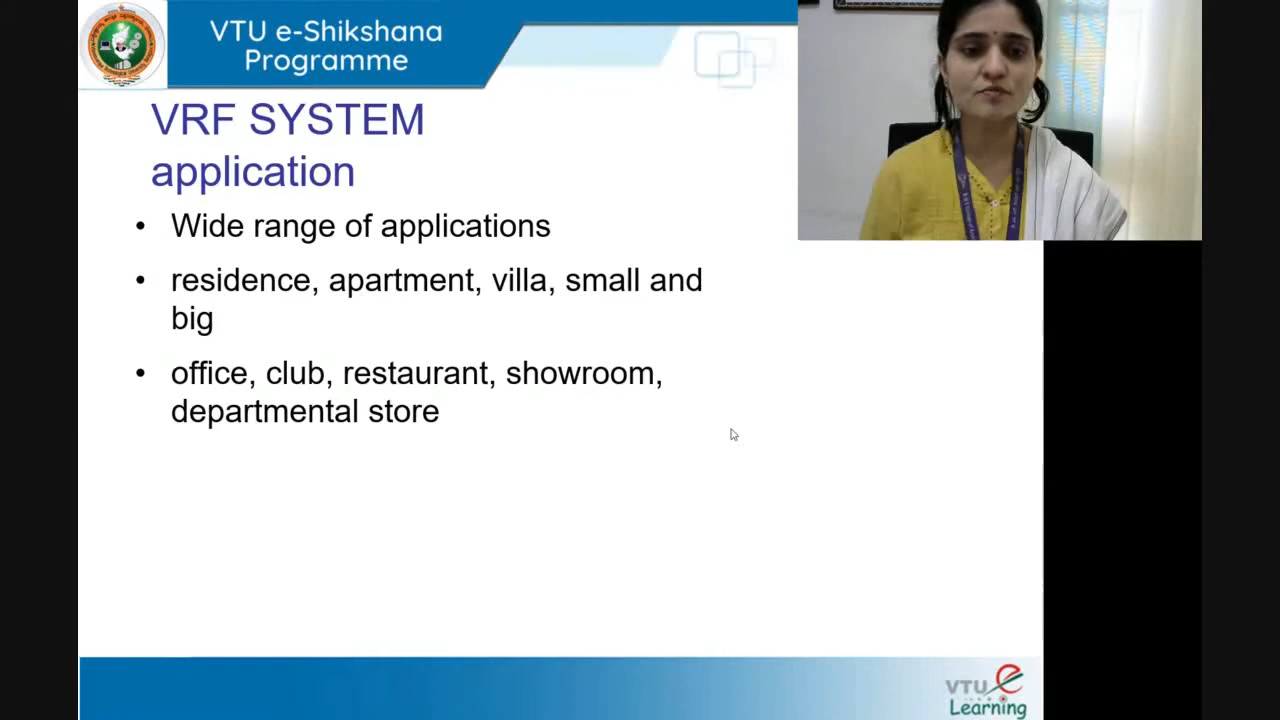 VTU e-Shikshana
Programme
VRF SYSTEM
application
• Wide range of applications
• residence, apartment, villa, small and
big
• office, club, restaurant, showroom,
departmental store
VTU e
Learning